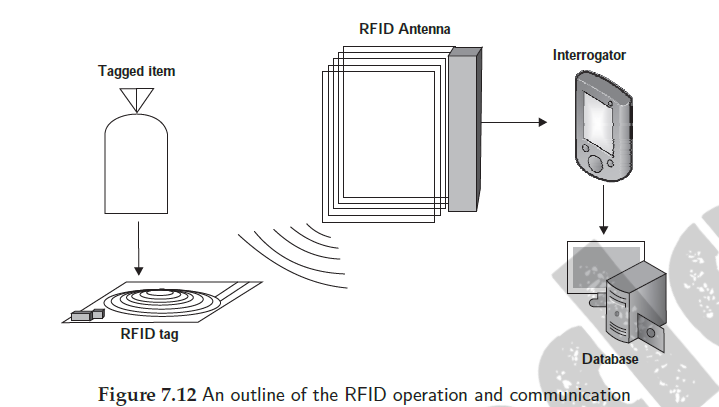 RFID Antenna
Interrogator
Tagged item
RFID tag
Database
Figure 7.12 An outline of the RFID operation and communication